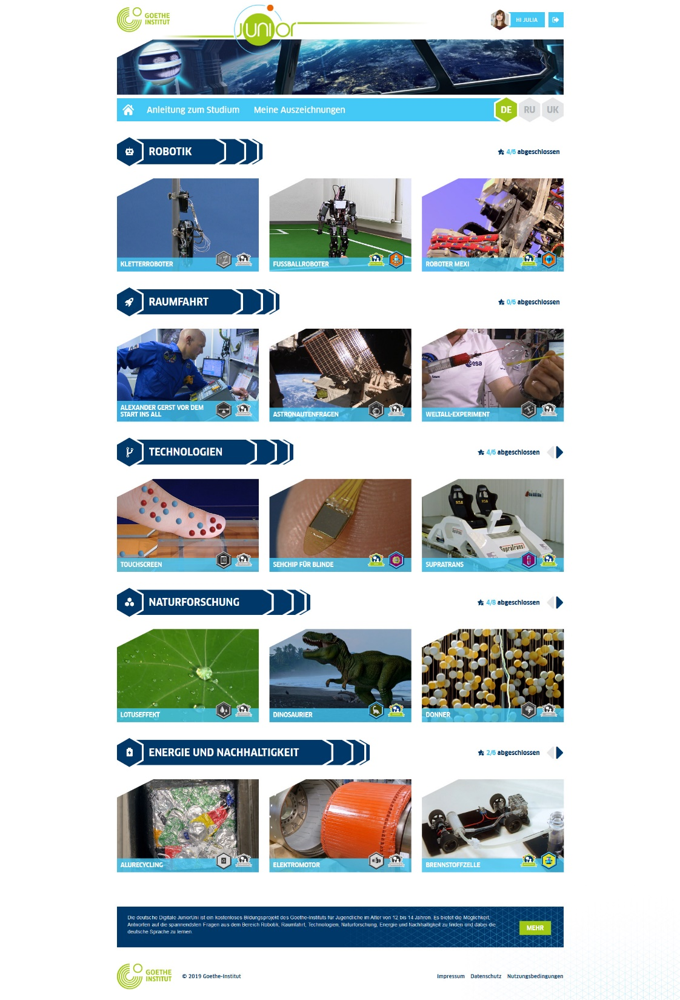 GOETHE
INSTITUT
JUNIOR
HI JULIA
Anleitung zum Studium
Meine Auszeichnungen
DE
RU
UK
ROBOTIK
4/6 abgeschlossen
KLETTERROBOTER
FUSSBALLROBOTER
ROBOTER MEXI
RAUMFAHRT
0/6 abgeschlossen
esa
future
ALEXANDER GERST VOR DEM
START INS ALL
ASTRONAUTENFRAGEN
WELTALL-EXPERIMENT
TECHNOLOGIEN
4/6 abgeschlossen
SupraTrans
TOUCHSCREEN
SEHCHIP FÜR BLINDE
SUPRATRANS
NATURFORSCHUNG
4/8 abgeschlossen
LOTUSEFFEKT
DINOSAURIER
DONNER
ENERGIE UND NACHHALTIGKEIT
2/6 abgeschlossen
ALURECYCLING
ELEKTROMOTOR
BRENNSTOFFZELLE
Die deutsche Digitale JuniorUni ist ein kostenloses Bildungsprojekt des Goethe-Instituts für Jugendliche im Alter von 12 bis 14 Jahren. Es bietet die Möglichkeit,
Antworten auf die spannendsten Fragen aus dem Bereich Robotik, Raumfahrt, Technologien, Naturforschung, Energie und Nachhaltigkeit zu finden und dabei die
deutsche Sprache zu lernen.
MEHR
GOETHE
INSTITUT
© 2019 Goethe-Institut
Impressum
Datenschutz
Nutzungsbedingungen